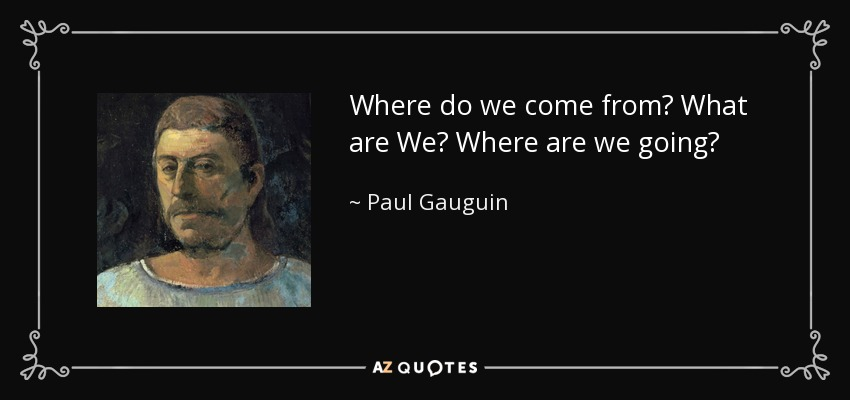 Where do we come from? What
are We? Where are we going?
~ Paul Gauguin
AZ QUOTES